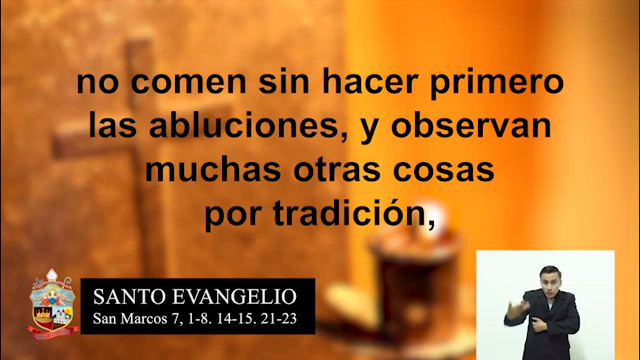 no comen sin hacer primero
las abluciones, y observan
muchas otras cosas
por tradición,
SANTO EVANGELIO
San Marcos 7, 1-8. 14-15. 21-23